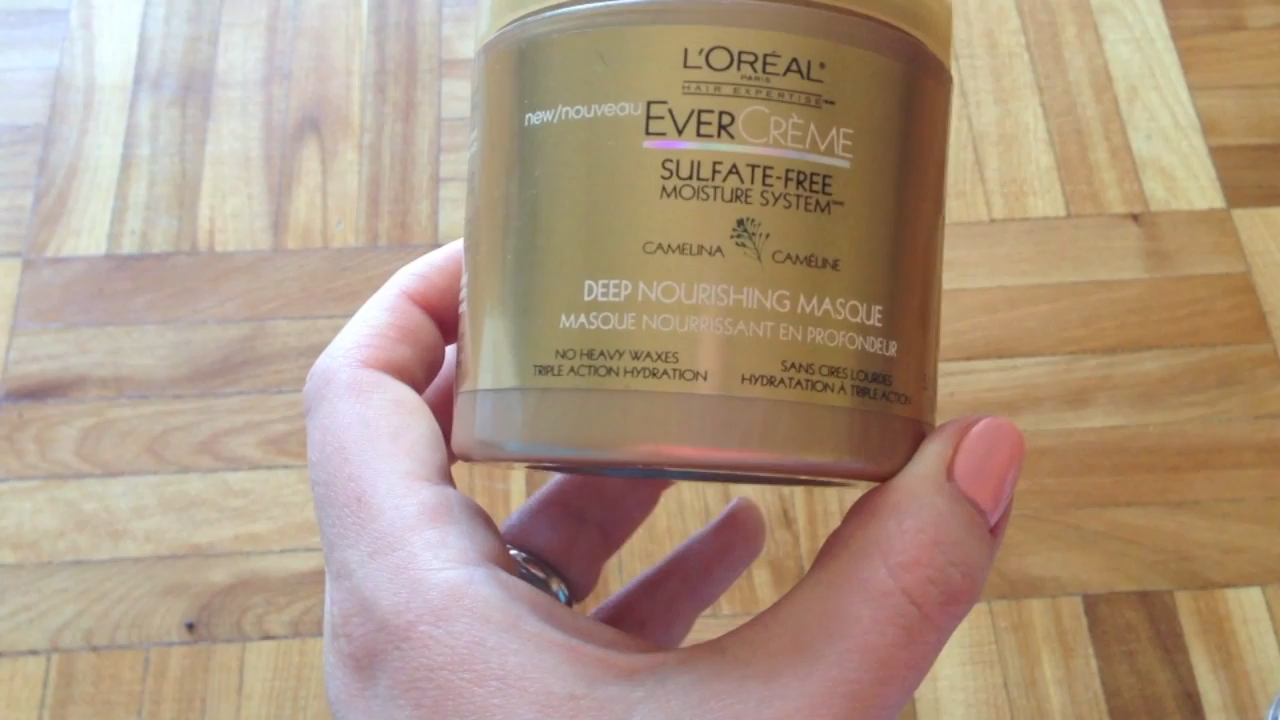 L'ORÉAL®
PARIS
HAIR EXPERTISE™
new/nouveau
EVERCRÈME
SULFATE-FREE
MOISTURE SYSTEM™
CAMELINA CAMÉLINE
DEEP NOURISHING MASQUE
MASQUE NOURRISSANT EN PROFONDEUR
NO HEAVY WAXES
TRIPLE ACTION HYDRATION
SANS CIRES LOURDES
HYDRATATION À TRIPLE ACTION